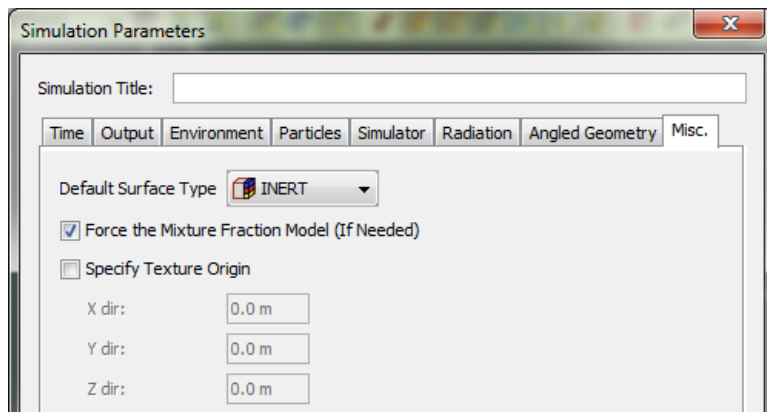 Simulation Parameters
Simulation Title:
Time Output Environment Particles Simulator Radiation Angled Geometry Misc.
Default Surface Type INERT
Force the Mixture Fraction Model (If Needed)
Specify Texture Origin
X dir: 0.0 m
Y dir: 0.0 m
Z dir: 0.0 m